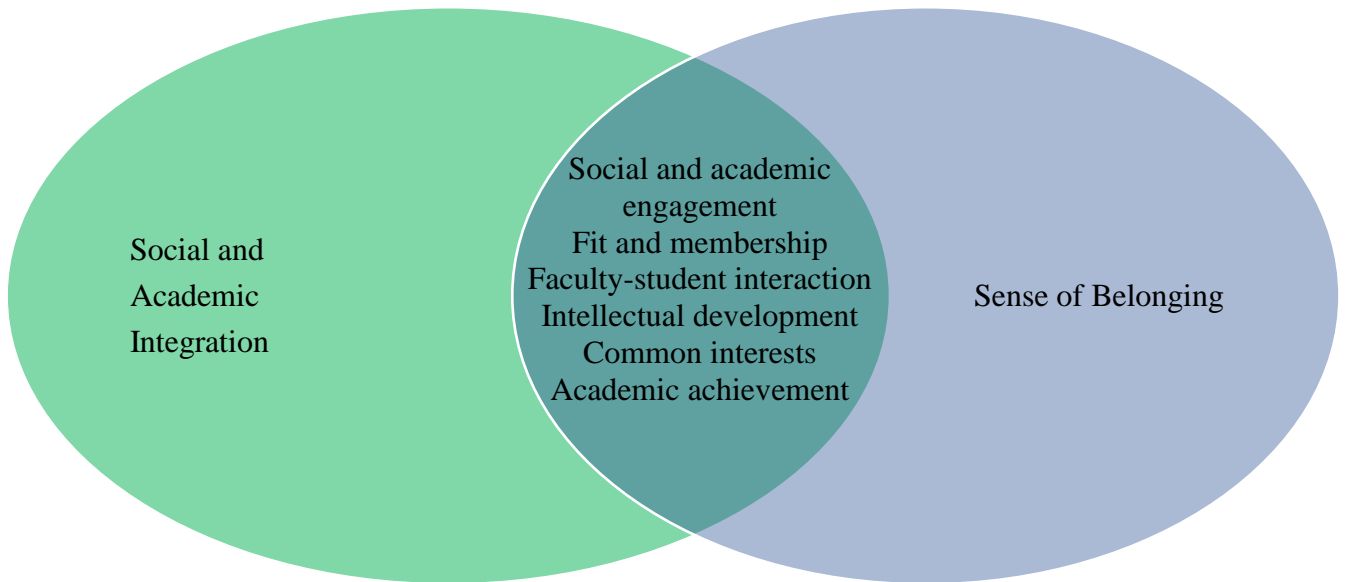 Social and
Academic
Integration
Social and academic
engagement
Fit and membership
Faculty-student interaction
Intellectual development
Common interests
Academic achievement
Sense of Belonging